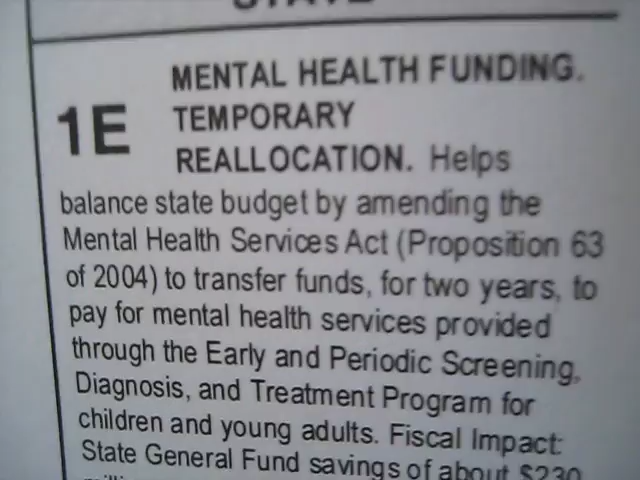 STATE
1E MENTAL HEALTH FUNDING.
TEMPORARY
REALLOCATION. Helps
balance state budget by amending the
Mental Health Services Act (Proposition 63
of 2004) to transfer funds, for two years, to
pay for mental health services provided
through the Early and Periodic Screening,
Diagnosis, and Treatment Program for
children and young adults. Fiscal Impact:
State General Fund savings of about $230